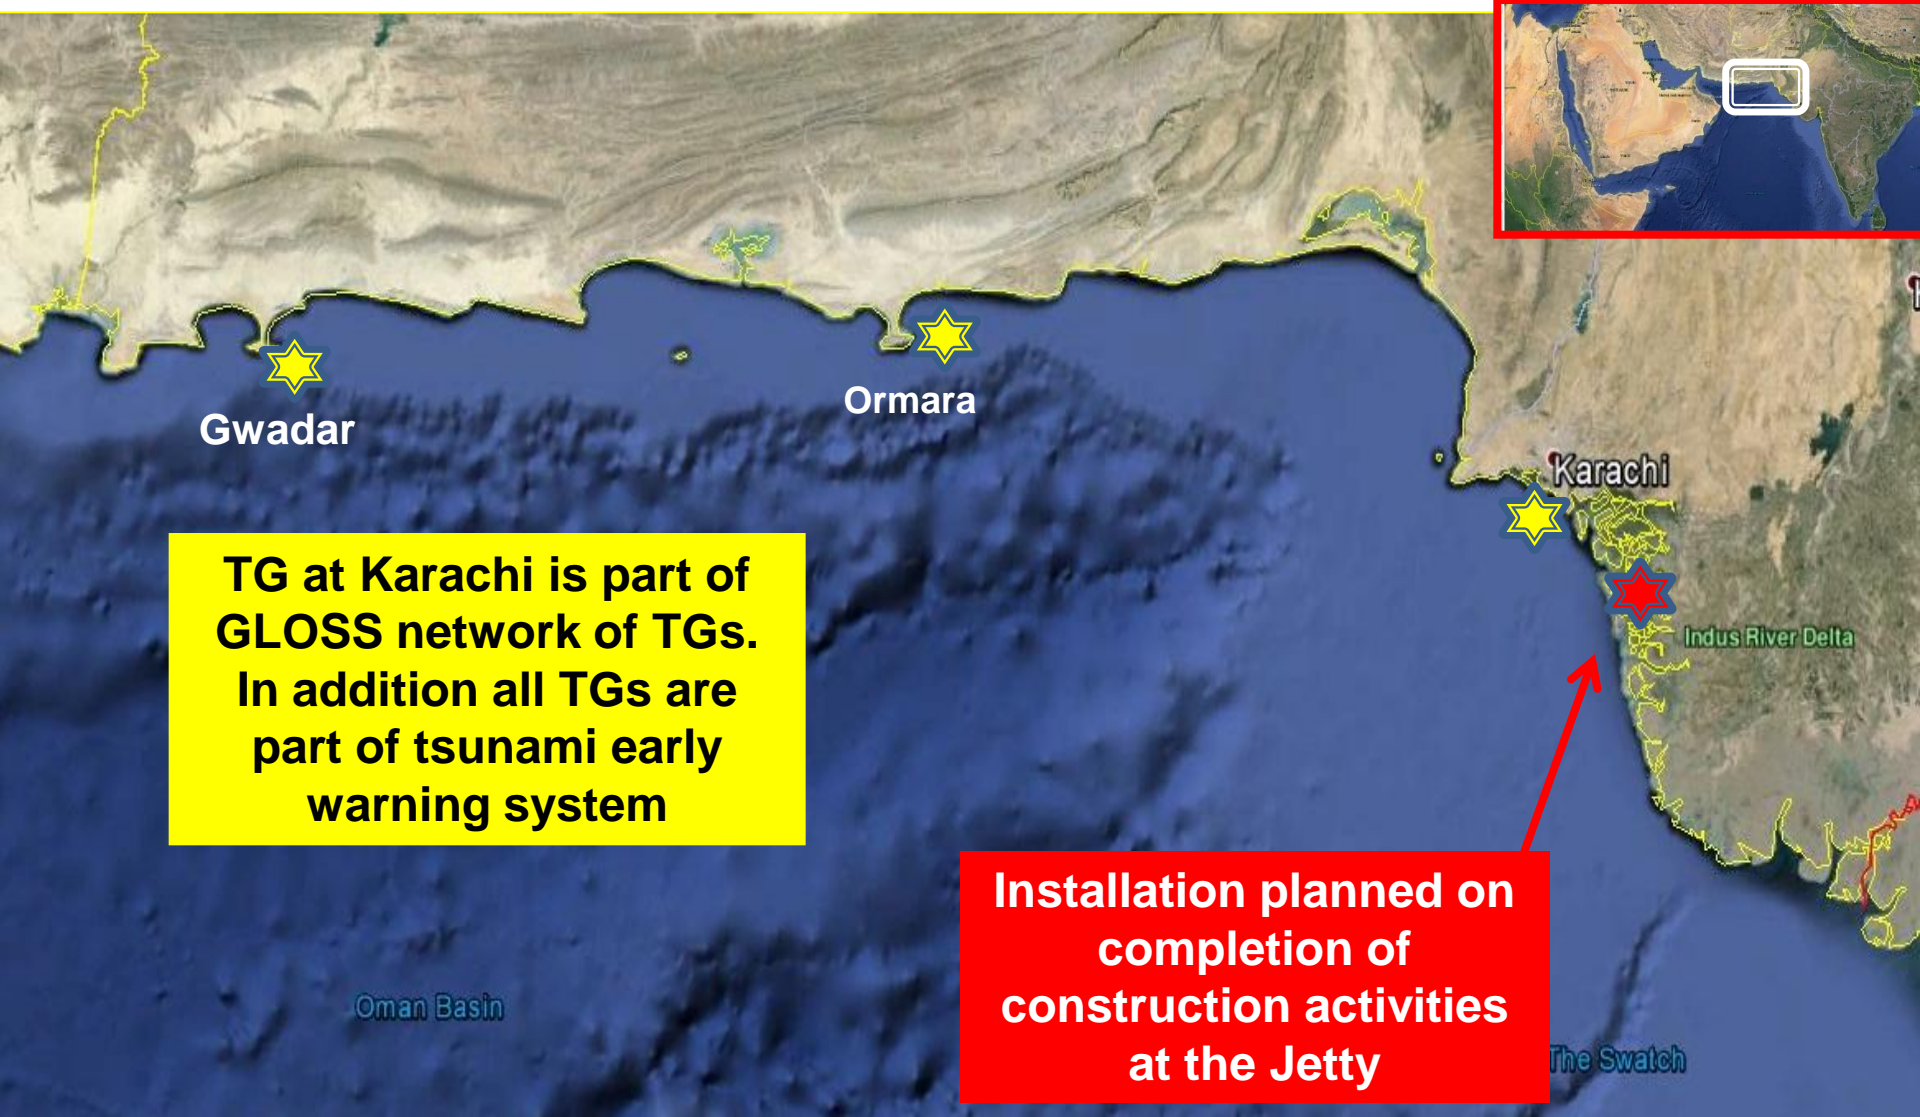 Gwadar
Ormara
Karachi
TG at Karachi is part of
GLOSS network of TGs.
In addition all TGs are
part of tsunami early
warning system
Indus River Delta
Installation planned on
completion of
construction activities
at the Jetty
Oman Basin
The Swatch